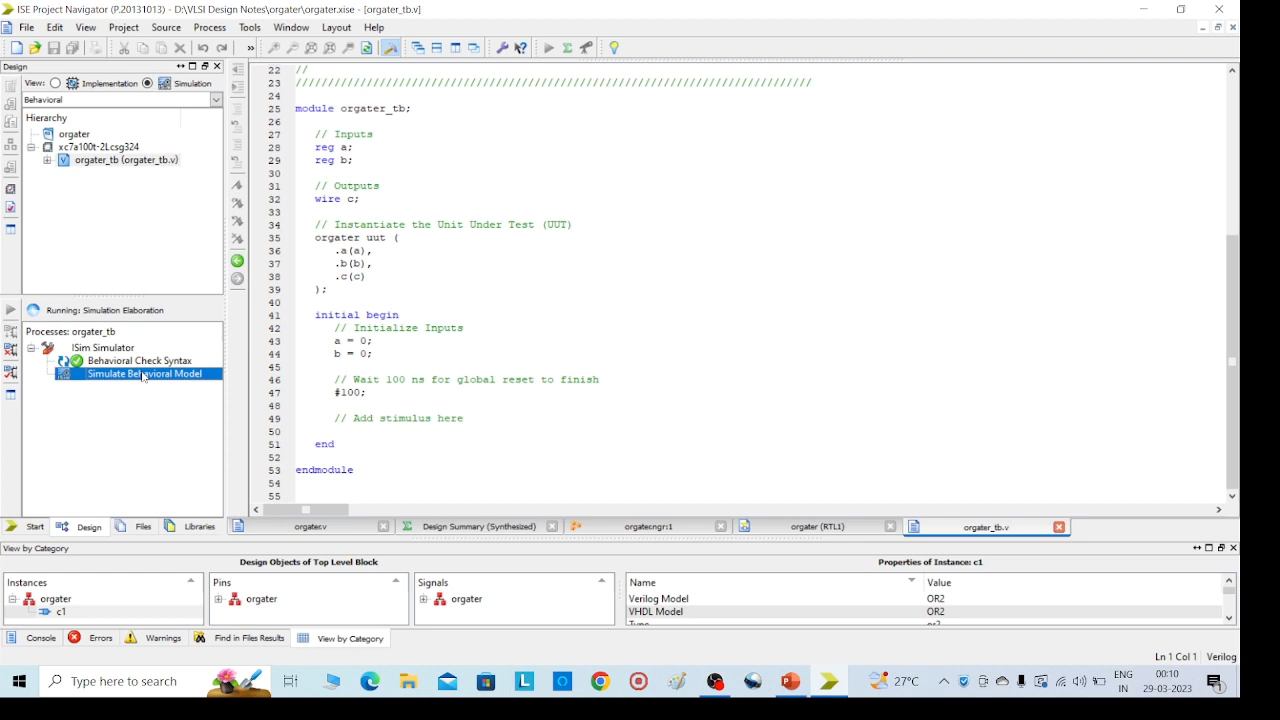 ISE Project Navigator (P.20131013) - D:\VLSI Design Notes\orgater\orgater.xise - [orgater_tb.v]
File Edit View Project Source Process Tools Window Layout Help
Design
View: Implementation Simulation
Behavioral
Hierarchy
orgater
xc7a100t-2Lcsg324
orgater_tb (orgater_tb.v)
Running: Simulation Elaboration
Processes: orgater_tb
ISim Simulator
Behavioral Check Syntax
Simulate Behavioral Model
Start Design Files Libraries
22 //
23 ////////////////////////////////////////////////////////////////////////////////
24
25 module orgater_tb;
26
27 // Inputs
28 reg a;
29 reg b;
30
31 // Outputs
32 wire c;
33
34 // Instantiate the Unit Under Test (UUT)
35 orgater uut (
36 .a(a),
37 .b(b),
38 .c(c)
39 );
40
41 initial begin
42 // Initialize Inputs
43 a = 0;
44 b = 0;
45
46 // Wait 100 ns for global reset to finish
47 #100;
48
49 // Add stimulus here
50
51 end
52
53 endmodule
54
55
orgater.v Design Summary (Synthesized) orgater.ngr:1 orgater (RTL1) orgater_tb.v
View by Category
Design Objects of Top Level Block Properties of Instance: c1
Instances Pins Signals Name Value
orgater orgater orgater Verilog Model OR2
c1 VHDL Model OR2
Type or2
Console Errors Warnings Find in Files Results View by Category
Ln 1 Col 1 Verilog
Type here to search 27°C ENG 00:10
IN 29-03-2023 1